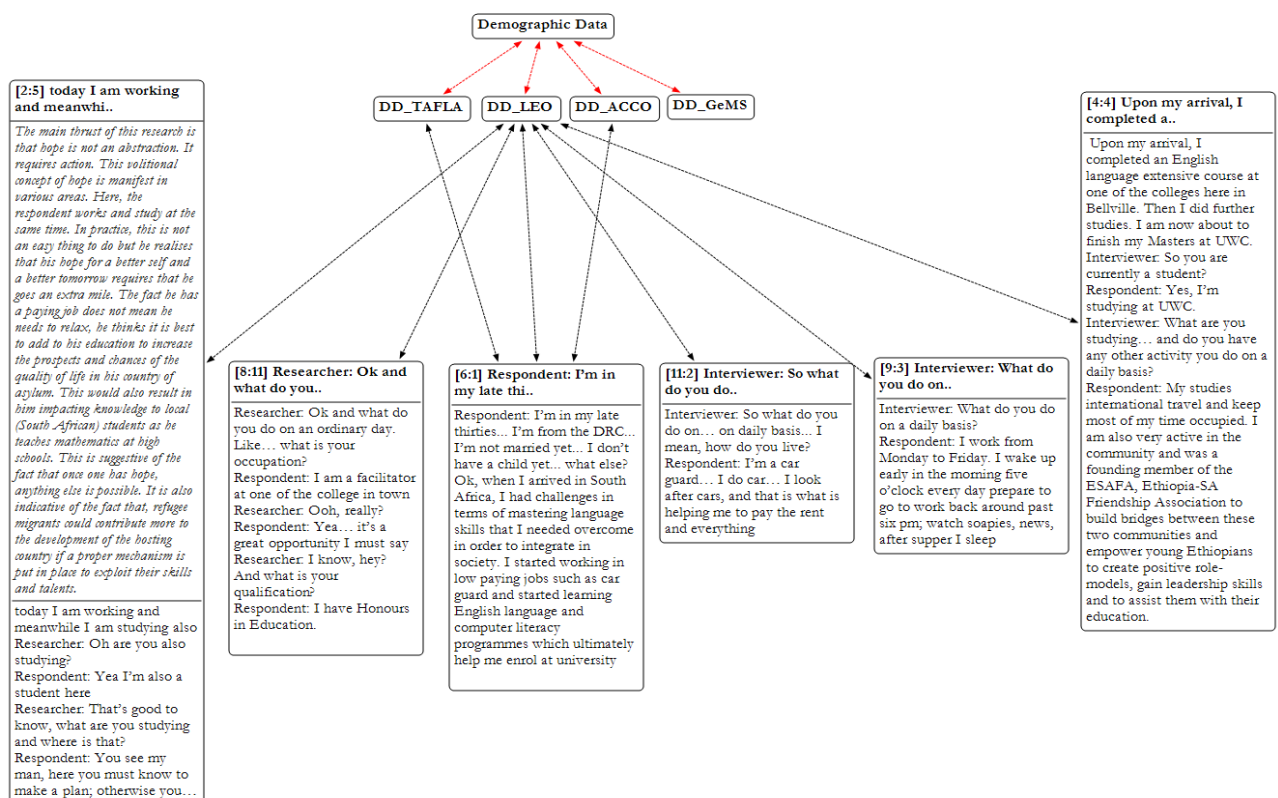 Demographic Data
DD_TAFLA
DD_LEO
DD_ACCO
DD_GeMS
[2:5] today I am working
and meanwhi..
The main thrust of this research is
that hope is not an abstraction. It
requires action. This volitional
concept of hope is manifest in
various areas. Here, the
respondent works and study at the
same time. In practice, this is not
an easy thing to do but he realises
that his hope for a better self and
a better tomorrow requires that he
goes an extra mile. The fact he has
a paying job does not mean he
needs to relax, he thinks it is best
to add to his education to increase
the prospects and chances of the
quality of life in his country of
asylum. This would also result in
him impacting knowledge to local
(South African) students as he
teaches mathematics at high
schools. This is suggestive of the
fact that once one has hope,
anything else is possible. It is also
indicative of the fact that, refugee
migrants could contribute more to
the development of the hosting
country if a proper mechanism is
put in place to exploit their skills
and talents.
today I am working and
meanwhile I am studying also
Researcher: Oh are you also
studying?
Respondent: Yea I'm also a
student here
Researcher: That's good to
know, what are you studying
and where is that?
Respondent: You see my
man, here you must know to
make a plan; otherwise you…
[8:11] Researcher: Ok and
what do you..
Researcher: Ok and what do
you do on an ordinary day.
Like… what is your
occupation?
Respondent: I am a facilitator
at one of the college in town
Researcher: Ooh, really?
Respondent: Yea… it's a
great opportunity I must say
Researcher: I know, hey?
And what is your
qualification?
Respondent: I have Honours
in Education.
[6:1] Respondent: I'm in
my late thi..
Respondent: I'm in my late
thirties... I'm from the DRC...
I'm not married yet... I don't
have a child yet... what else?
Ok, when I arrived in South
Africa, I had challenges in
terms of mastering language
skills that I needed overcome
in order to integrate in
society. I started working in
low paying jobs such as car
guard and started learning
English language and
computer literacy
programmes which ultimately
help me enrol at university
[11:2] Interviewer: So what
do you do..
Interviewer: So what do you
do on… on daily basis... I
mean, how do you live?
Respondent: I'm a car
guard… I do car… I look
after cars, and that is what is
helping me to pay the rent
and everything
[9:3] Interviewer: What do
you do on..
Interviewer: What do you do
on a daily basis?
Respondent: I work from
Monday to Friday. I wake up
early in the morning five
o'clock every day prepare to
go to work back around past
six pm; watch soapies, news,
after supper I sleep
[4:4] Upon my arrival, I
completed a..
Upon my arrival, I
completed an English
language extensive course at
one of the colleges here in
Bellville. Then I did further
studies. I am now about to
finish my Masters at UWC.
Interviewer: So you are
currently a student?
Respondent: Yes, I'm
studying at UWC.
Interviewer: What are you
studying… and do you have
any other activity you do on a
daily basis?
Respondent: My studies
international travel and keep
most of my time occupied. I
am also very active in the
community and was a
founding member of the
ESAFA, Ethiopia-SA
Friendship Association to
build bridges between these
two communities and
empower young Ethiopians
to create positive role-
models, gain leadership skills
and to assist them with their
education.